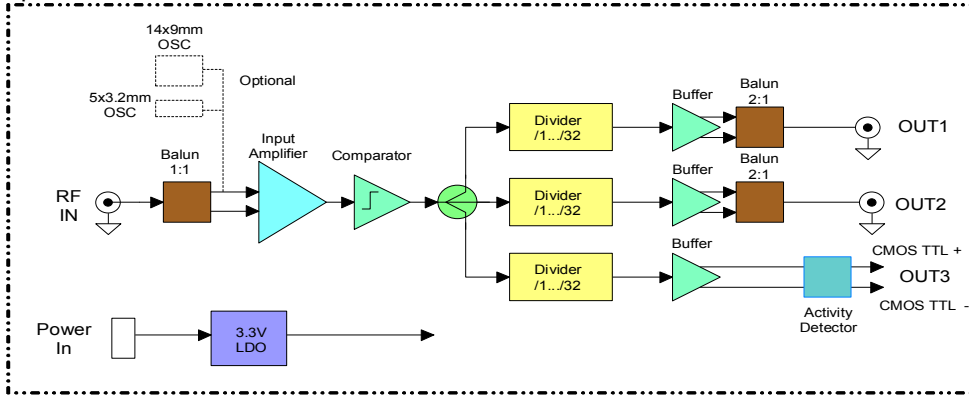 14x9mm
OSC
Optional
5x3.2mm
OSC
Balun
1:1
Input
Amplifier
Comparator
RF
IN
Divider
/1.../32
Buffer
Balun
2:1
OUT1
Divider
/1.../32
Buffer
Balun
2:1
OUT2
Divider
/1.../32
Buffer
CMOS TTL +
OUT3
CMOS TTL -
Activity
Detector
Power
In
3.3V
LDO